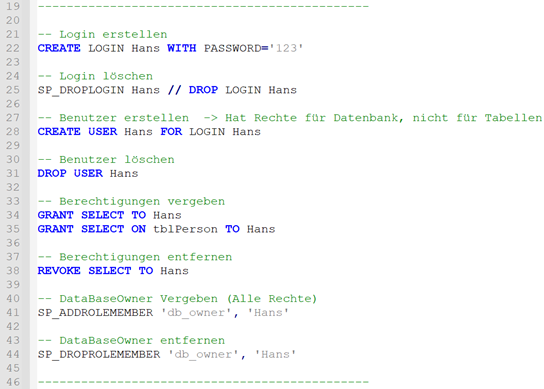 19 ---------------------------------------------
20
21 -- Login erstellen
22 CREATE LOGIN Hans WITH PASSWORD='123'
23
24 -- Login löschen
25 SP_DROPLOGIN Hans // DROP LOGIN Hans
26
27 -- Benutzer erstellen -> Hat Rechte für Datenbank, nicht für Tabellen
28 CREATE USER Hans FOR LOGIN Hans
29
30 -- Benutzer löschen
31 DROP USER Hans
32
33 -- Berechtigungen vergeben
34 GRANT SELECT TO Hans
35 GRANT SELECT ON tblPerson TO Hans
36
37 -- Berechtigungen entfernen
38 REVOKE SELECT TO Hans
39
40 -- DataBaseOwner Vergeben (Alle Rechte)
41 SP_ADDROLEMEMBER 'db_owner', 'Hans'
42
43 -- DataBaseOwner entfernen
44 SP_DROPROLEMEMBER 'db_owner', 'Hans'
45
46 ---------------------------------------------